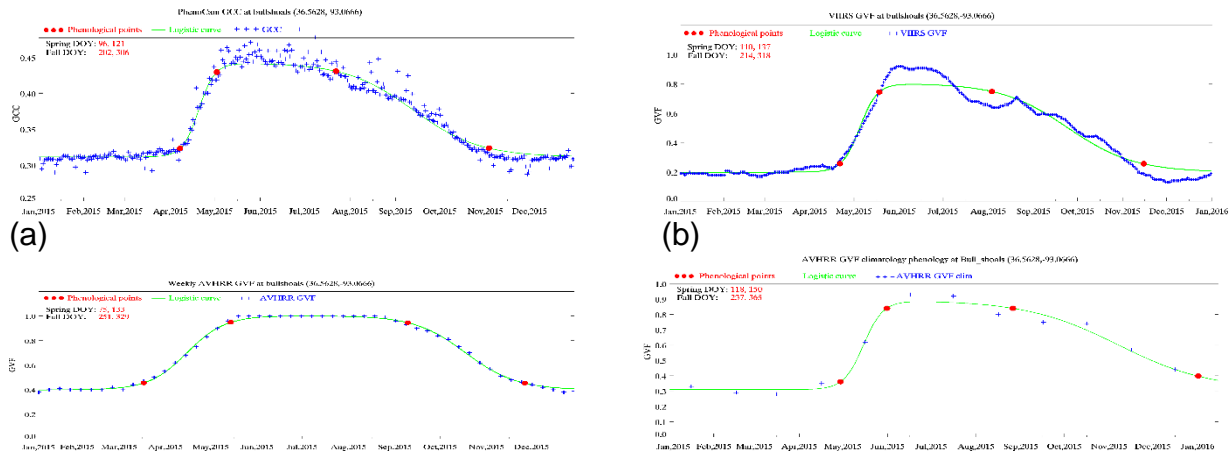 PhenoCam GCC at bullshoals (36.5628,-93.0666)
Phenological points Logistic curve GCC
Spring DOY: 96, 121
Fall DOY: 202, 306
0.45
0.40
0.35
0.30
0.25
GCC
Jan,2015 Feb,2015 Mar,2015 Apr,2015 May,2015 Jun,2015 Jul,2015 Aug,2015 Sep,2015 Oct,2015 Nov,2015 Dec,2015
(a)
VIIRS GVF at bullshoals (36.5628,-93.0666)
Phenological points Logistic curve VIIRS GVF
Spring DOY: 110, 137
Fall DOY: 214, 318
1.0
0.8
0.6
0.4
0.2
0.0
GVF
Jan,2015 Feb,2015 Mar,2015 Apr,2015 May,2015 Jun,2015 Jul,2015 Aug,2015 Sep,2015 Oct,2015 Nov,2015 Dec,2015 Jan,2016
(b)
Weekly AVHRR GVF at bullshoals (36.5628,-93.0666)
Phenological points Logistic curve AVHRR GVF
Spring DOY: 75, 133
Fall DOY: 329
1.0
0.8
0.6
0.4
0.2
0.0
GVF
Jan,2015 Feb,2015 Mar,2015 Apr,2015 May,2015 Jun,2015 Jul,2015 Aug,2015 Sep,2015 Oct,2015 Nov,2015 Dec,2015
AVHRR GVF climatology phenology at Bull_shoals (36.5628,-93.0666)
Phenological points Logistic curve AVHRR GVF clim
Spring DOY: 118, 150
Fall DOY: 237, 365
1.0
0.9
0.8
0.7
0.6
0.5
0.4
0.3
0.2
0.1
0.0
GVF
Jan,2015 Feb,2015 Mar,2015 Apr,2015 May,2015 Jun,2015 Jul,2015 Aug,2015 Sep,2015 Oct,2015 Nov,2015 Dec,2015 Jan,2016